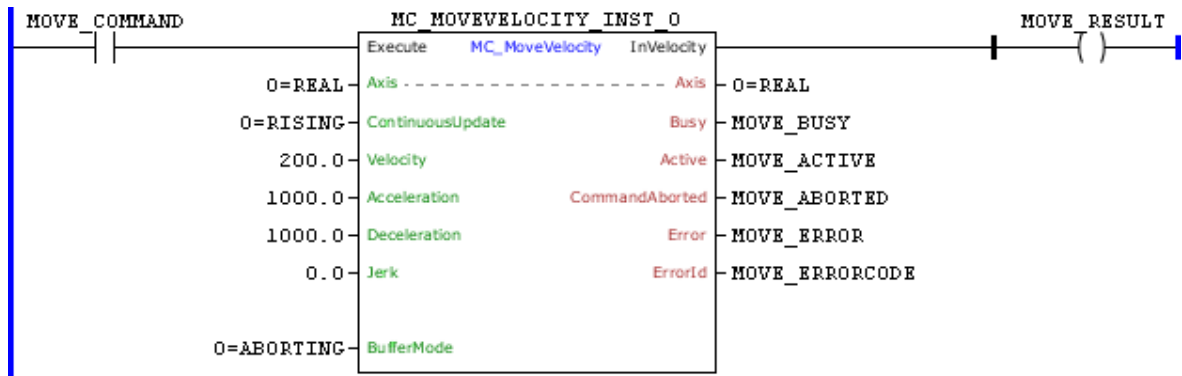 MOVE_COMMAND MC_MOVEVELOCITY_INST_0 MOVE_RESULT
Execute MC_MoveVelocity InVelocity
0=REAL Axis Axis 0=REAL
0=RISING ContinuousUpdate Busy MOVE_BUSY
200.0 Velocity Active MOVE_ACTIVE
1000.0 Acceleration CommandAborted MOVE_ABORTED
1000.0 Deceleration Error MOVE_ERROR
0.0 Jerk ErrorId MOVE_ERRORCODE
0=ABORTING BufferMode